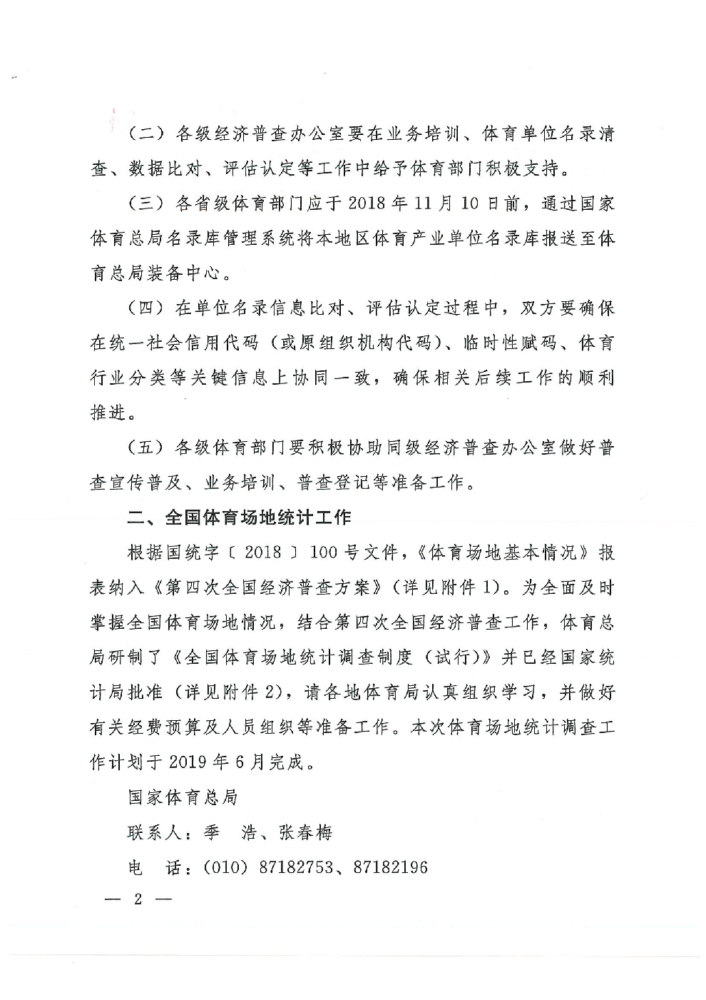 （二）各级经济普查办公室要在业务培训、体育单位名录清
查、数据比对、评估认定等工作中给予体育部门积极支持。
（三）各省级体育部门应于 2018 年 11 月 10 日前，通过国家
体育总局名录库管理系统将本地区体育产业单位名录库报送至体
育总局装备中心。
（四）在单位名录信息比对、评估认定过程中，双方要确保
在统一社会信用代码（或原组织机构代码）、临时性赋码、体育
行业分类等关键信息上协同一致，确保相关后续工作的顺利
推进。
（五）各级体育部门要积极协助同级经济普查办公室做好普
查宣传普及、业务培训、普查登记等准备工作。
二、全国体育场地统计工作
根据国统字〔2018〕100 号文件，《体育场地基本情况》报
表纳入《第四次全国经济普查方案》（详见附件 1）。为全面及时
掌握全国体育场地情况，结合第四次全国经济普查工作，体育总
局研制了《全国体育场地统计调查制度（试行）》并已经国家统
计局批准（详见附件 2），请各地体育局认真组织学习，并做好
有关经费预算及人员组织等准备工作。本次体育场地统计调查工
作计划于 2019 年 6 月完成。
国家体育总局
联系人：季　浩、张春梅
电　话：（010）87182753、87182196
— 2 —